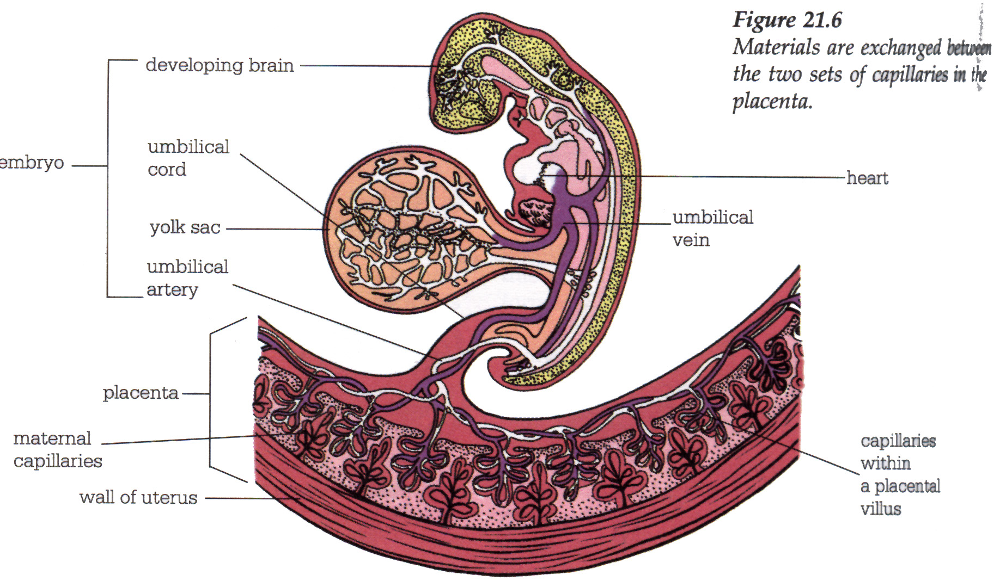 Figure 21.6
Materials are exchanged between
the two sets of capillaries in the
placenta.
developing brain
umbilical
cord
embryo
yolk sac
umbilical
artery
heart
umbilical
vein
placenta
maternal
capillaries
wall of uterus
capillaries
within
a placental
villus